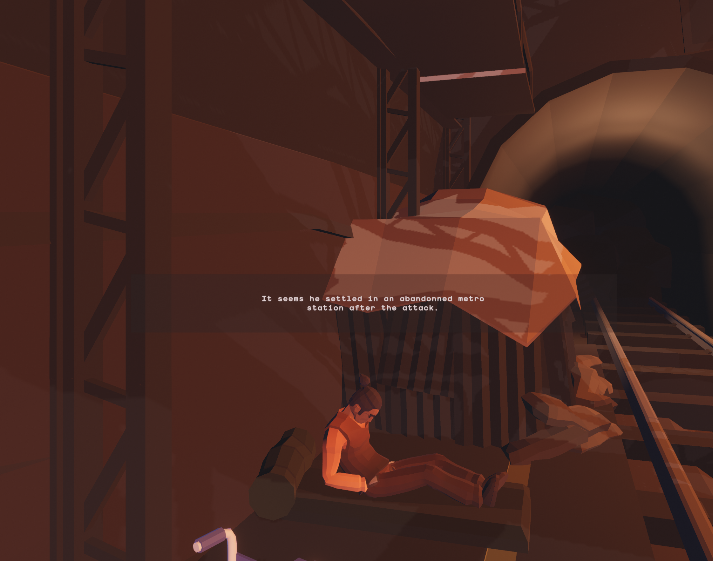 It seems he settled in an abandonned metro
station after the attack.